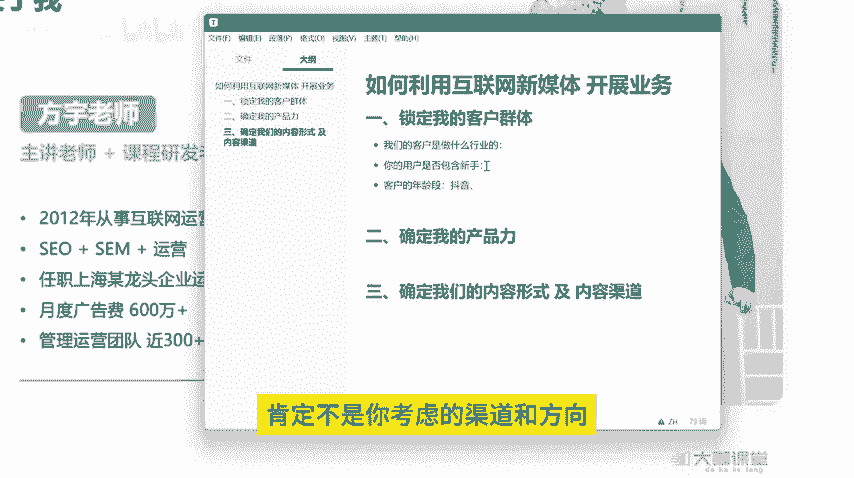 文件(F) 编辑(E) 段落(P) 格式(O) 视图(V) 主题(T) 帮助(H)
文件 大纲
如何利用互联网新媒体 开展业务
一、锁定我的客户群体
二、确定我的产品力
三、确定我们的内容形式 及
内容渠道
如何利用互联网新媒体 开展业务
一、锁定我的客户群体
• 我们的客户是做什么行业的：
• 你的用户是否包含新手：
• 客户的年龄段：抖音、
二、确定我的产品力
三、确定我们的内容形式 及 内容渠道
ZH
方宇老师
主讲老师 + 课程研发
• 2012年从事互联网运营
• SEO + SEM + 运营
• 任职上海某龙头企业运
• 月度广告费 600万+
• 管理运营团队 近300+
肯定不是你考虑的渠道和方向
大咖课堂
da ka ke tang